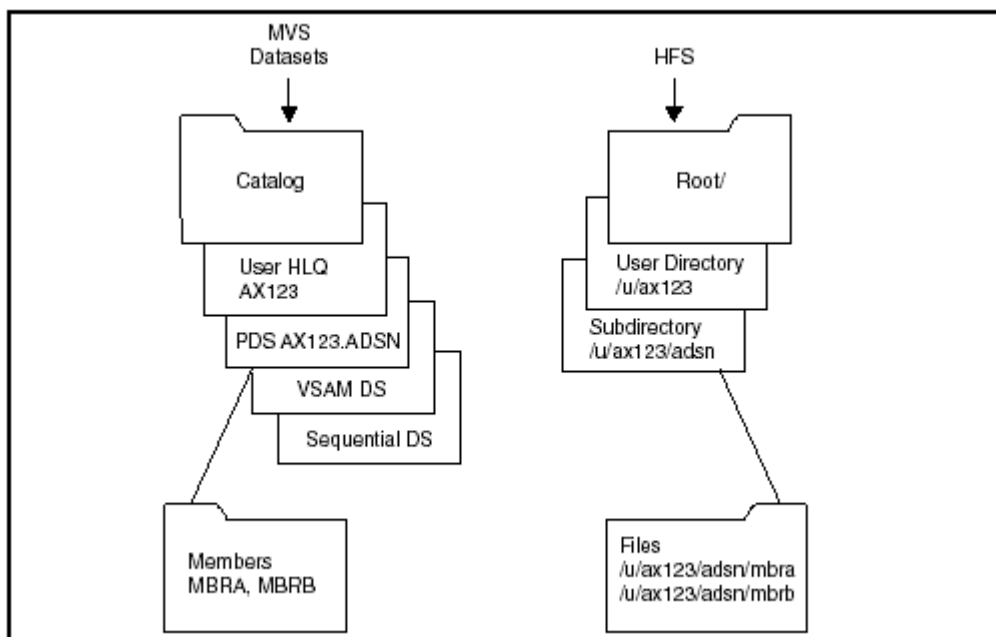 MVS
Datasets
HFS
Catalog
User HLQ
AX123
PDS AX123.ADSN
VSAM DS
Sequential DS
Members
MBRA, MBRB
Root/
User Directory
/u/ax123
Subdirectory
/u/ax123/adsn
Files
/u/ax123/adsn/mbra
/u/ax123/adsn/mbrb